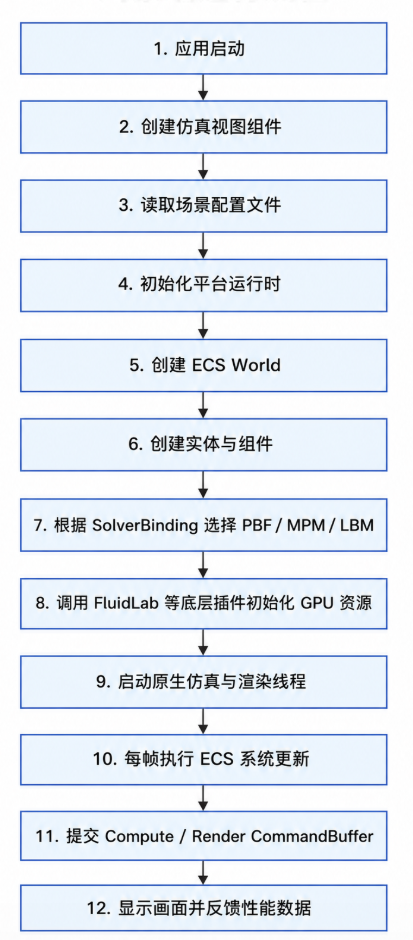 1. 应用启动
2. 创建仿真视图组件
3. 读取场景配置文件
4. 初始化平台运行时
5. 创建 ECS World
6. 创建实体与组件
7. 根据 SolverBinding 选择 PBF / MPM / LBM
8. 调用 FluidLab 等底层插件初始化 GPU 资源
9. 启动原生仿真与渲染线程
10. 每帧执行 ECS 系统更新
11. 提交 Compute / Render CommandBuffer
12. 显示画面并反馈性能数据